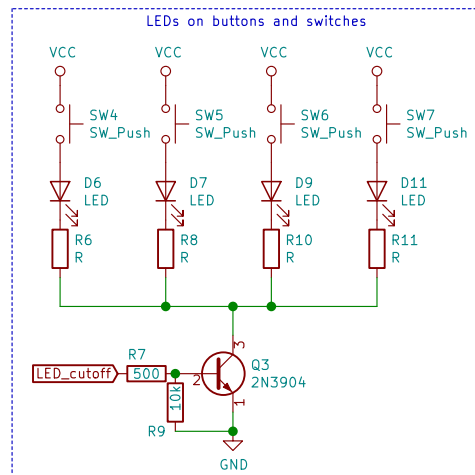 LEDs on buttons and switches
VCC VCC VCC VCC
SW4 SW5 SW6 SW7
SW_Push SW_Push SW_Push SW_Push
D6 D7 D9 D11
LED LED LED LED
R6 R8 R10 R11
R R R R
R7
3
Q3
LED_cutoff 500 2
2N3904
10k
1
R9
GND